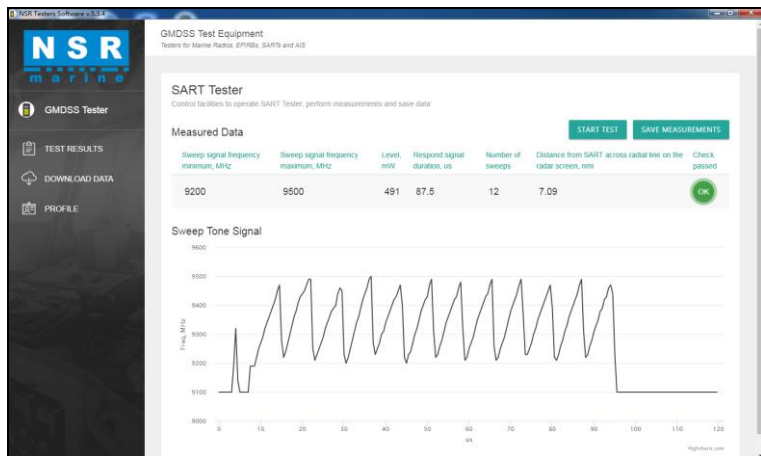 NSR Testers Software v.5.3.4
NSR
marine
GMDSS Tester
TEST RESULTS
DOWNLOAD DATA
PROFILE
GMDSS Test Equipment
Testers for Marine Radios, EPIRBs, SARTs and AIS
SART Tester
Control facilities to operate SART Tester, perform measurements and save data
Measured Data
START TEST
SAVE MEASUREMENTS
Sweep signal frequency minimum, MHz
Sweep signal frequency maximum, MHz
Level, mW
Respond signal duration, us
Number of sweeps
Distance from SART across radial line on the radar screen, nmi
Check passed
9200 9500 491 87.5 12 7.09 OK
Sweep Tone Signal
9600
9500
9400
9300
9200
9100
9000
Freq, MHz
0 10 20 30 40 50 60 70 80 90 100 110 120
us
Highcharts.com